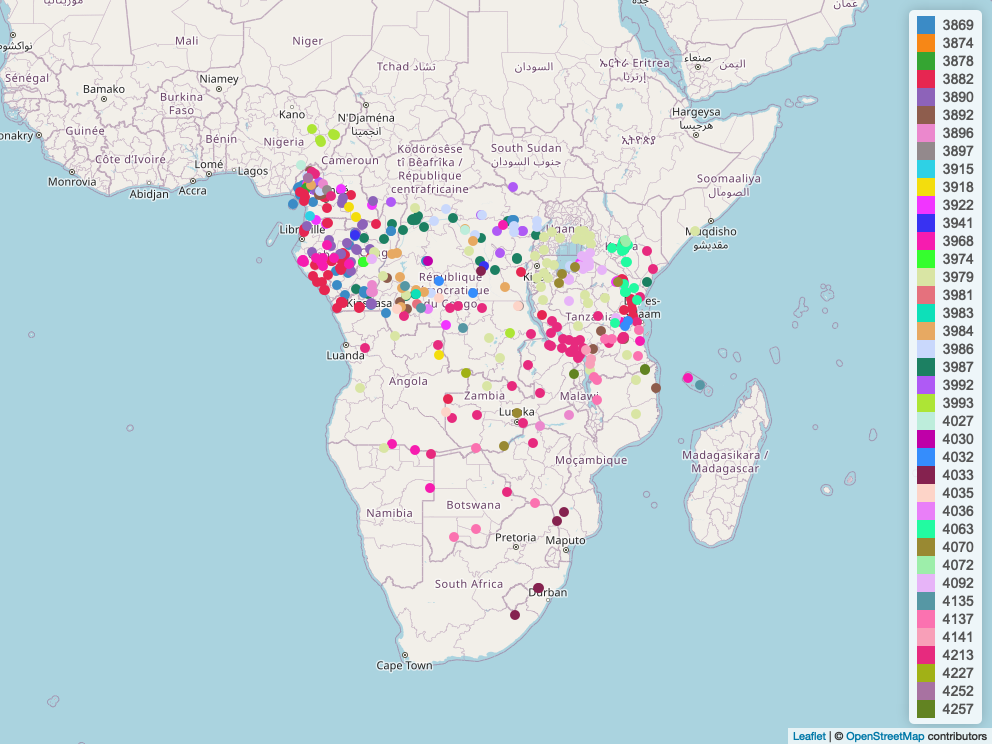 جدة
عمان
Mali
Niger
Tchad تشاد
السودان
ኤርትራ Eritrea
إرتريا
صنعاء
اليمن
Sénégal
Bamako
Niamey
Burkina
Faso
Kano
N'Djaména
انجمينا
Hargeysa
هرجيسا
onakry
Guinée
Bénin
Nigeria
Côte d'Ivoire
Lomé
Lagos
Cameroun
Ködörösêse
tî Bêafrîka /
République
centrafricaine
South Sudan
جنوب السودان
ኢትዮጵያ
Soomaaliya
الصومال
Monrovia
Abidjan
Accra
Muqdisho
مقديشو
République
du Congo
Luanda
Angola
Zambia
Malawi
Lusaka
Moçambique
Madagasikara /
Madagascar
Namibia
Botswana
Pretoria
Maputo
South Africa
Durban
Cape Town
3869
3874
3878
3882
3890
3892
3896
3897
3915
3918
3922
3941
3968
3974
3979
3981
3983
3984
3986
3987
3992
3993
4027
4030
4032
4033
4035
4036
4063
4070
4072
4092
4135
4137
4141
4213
4227
4252
4257
Leaflet | © OpenStreetMap contributors